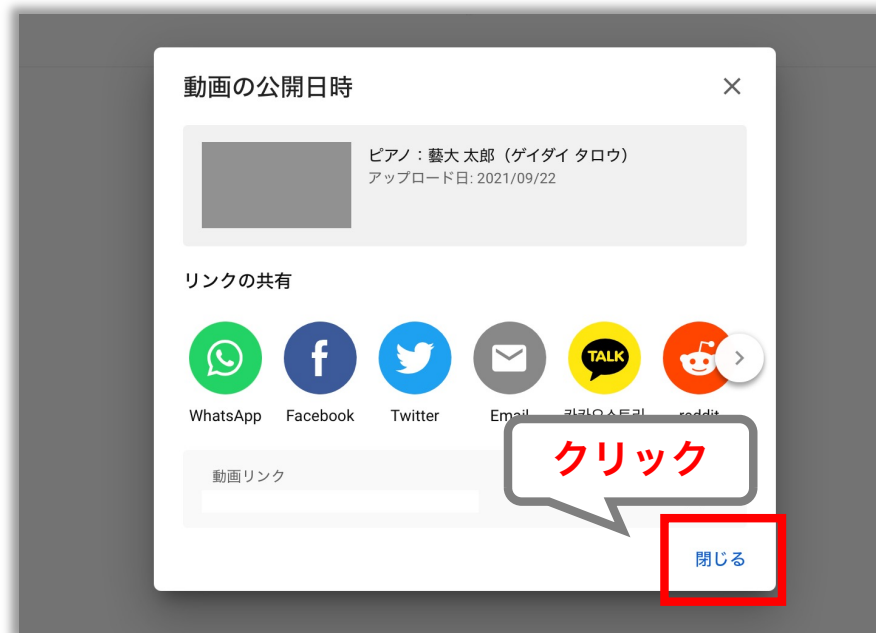 動画の公開日時
ピアノ：藝大 太郎（ゲイダイ タロウ）
アップロード日: 2021/09/22
リンクの共有
TALK
WhatsApp Facebook Twitter Email reddit
クリック
動画リンク
閉じる